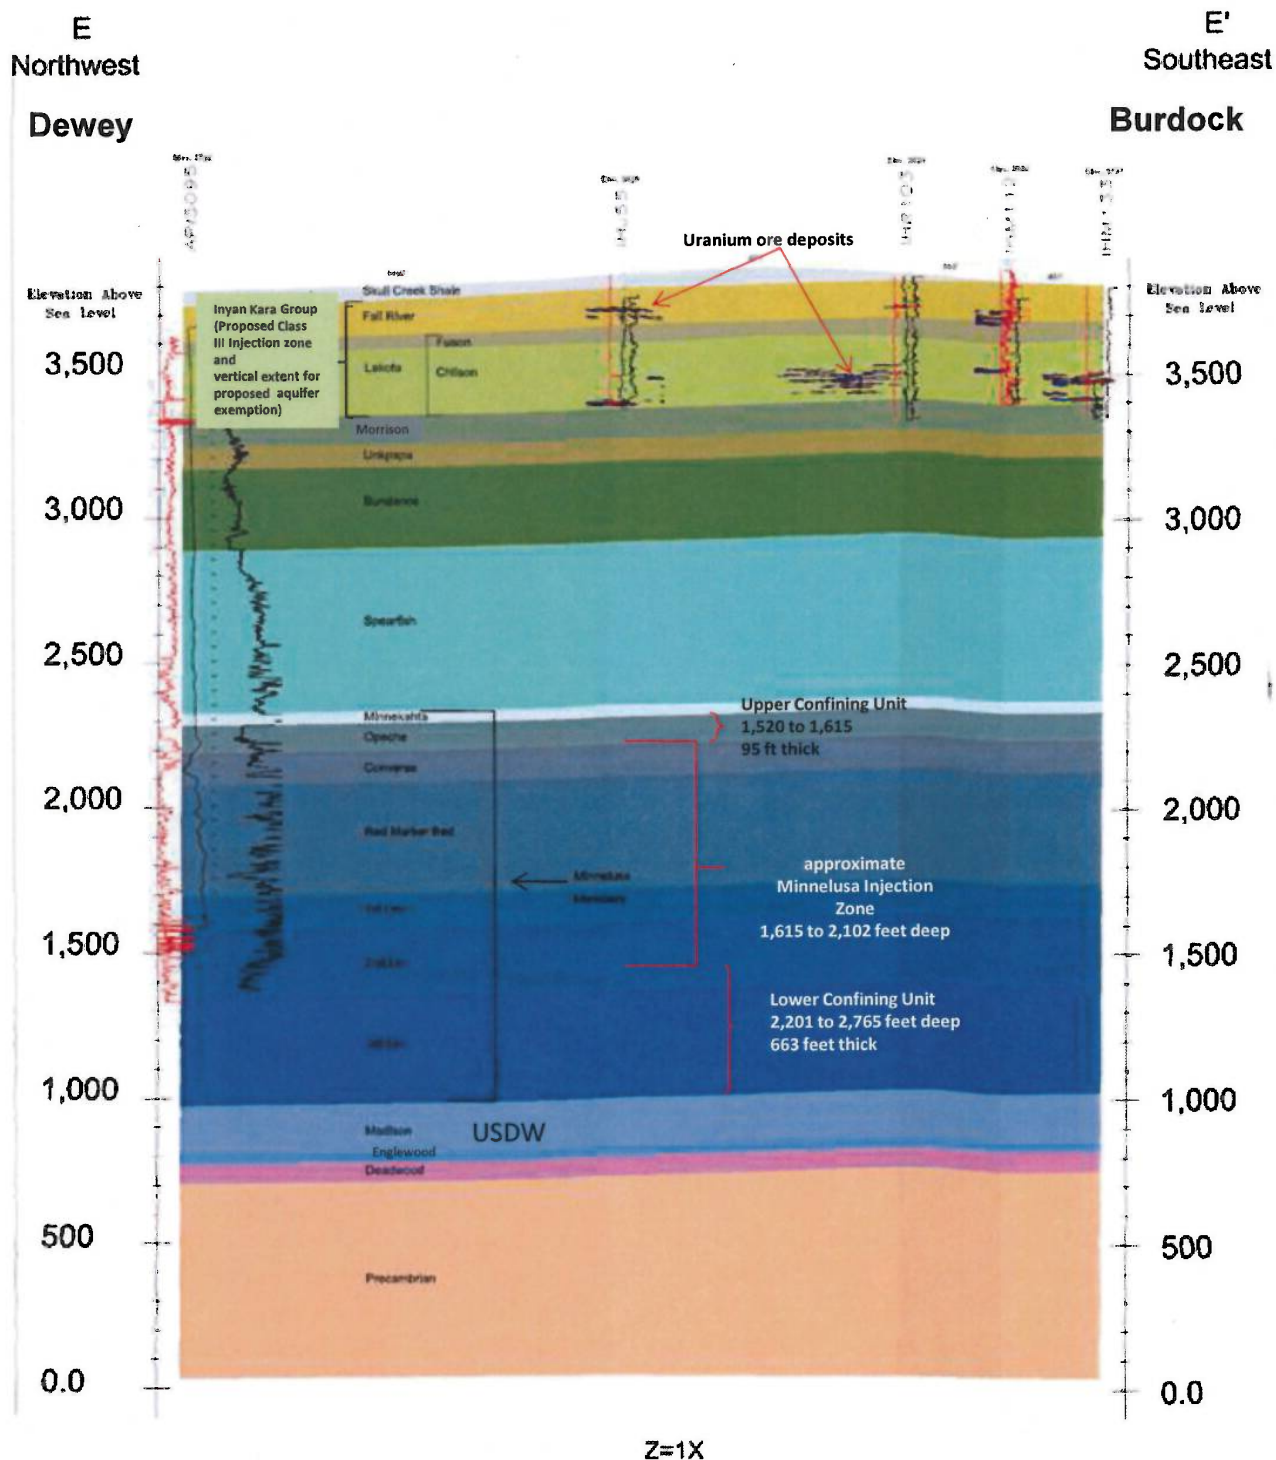 E
Northwest
Dewey
E'
Southeast
Burdock
Uranium ore deposits
Elevation Above
Sea Level
Elevation Above
Sea Level
Skull Creek Shale
Inyan Kara Group
(Proposed Class
III Injection zone
and
vertical extent for
proposed aquifer
exemption)
Fall River
Fuson
Lakota
Chilson
Morrison
Unkpapa
Sundance
Spearfish
Minnekahta
Opeche
Converse
Red Marker Bed
Minnelusa
Members
Upper Confining Unit
1,520 to 1,615
95 ft thick
approximate
Minnelusa Injection
Zone
1,615 to 2,102 feet deep
Lower Confining Unit
2,201 to 2,765 feet deep
663 feet thick
Madison
USDW
Englewood
Deadwood
Precambrian
3,500
3,000
2,500
2,000
1,500
1,000
500
0.0
3,500
3,000
2,500
2,000
1,500
1,000
500
0.0
Z=1X